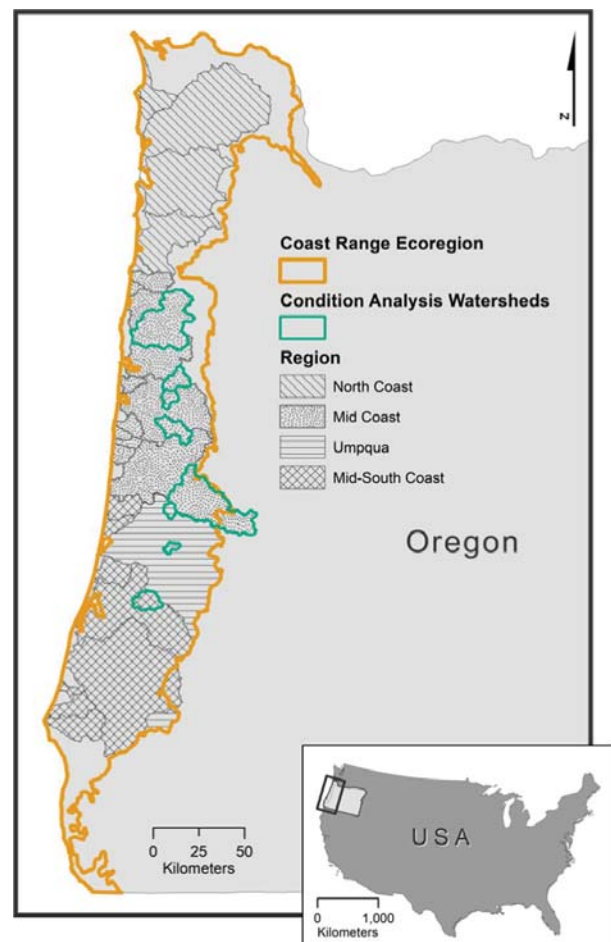 N
Coast Range Ecoregion
Condition Analysis Watersheds
Region
North Coast
Mid Coast
Umpqua
Mid-South Coast
Oregon
0 25 50
Kilometers
USA
0 1,000
Kilometers